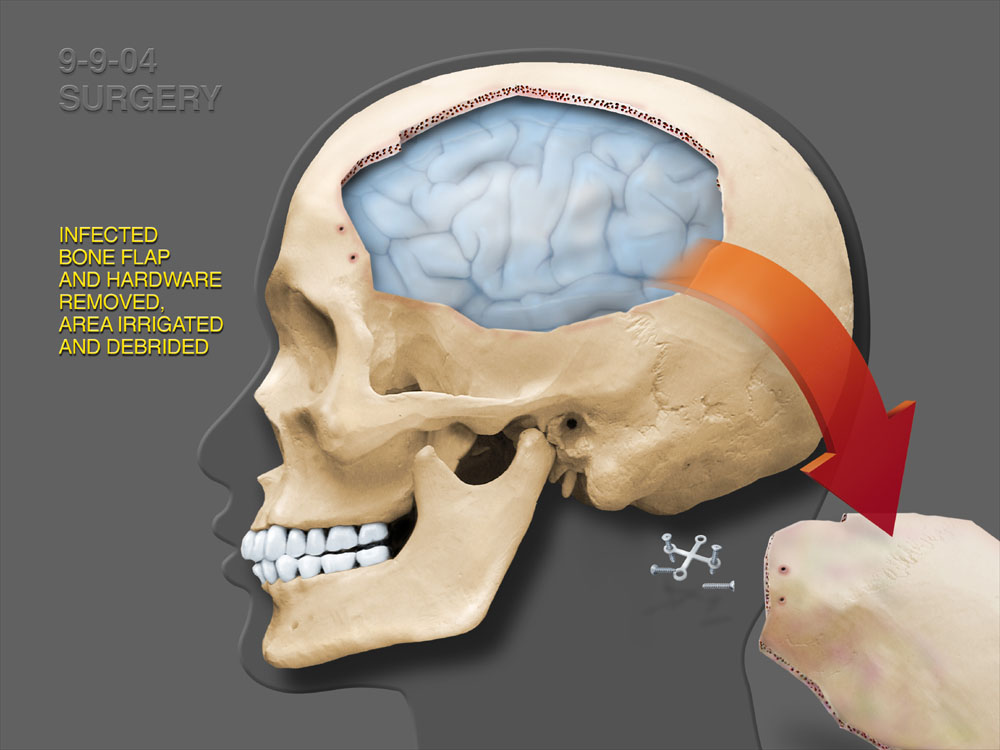 9-9-04
SURGERY
INFECTED
BONE FLAP
AND HARDWARE
REMOVED,
AREA IRRIGATED
AND DEBRIDED